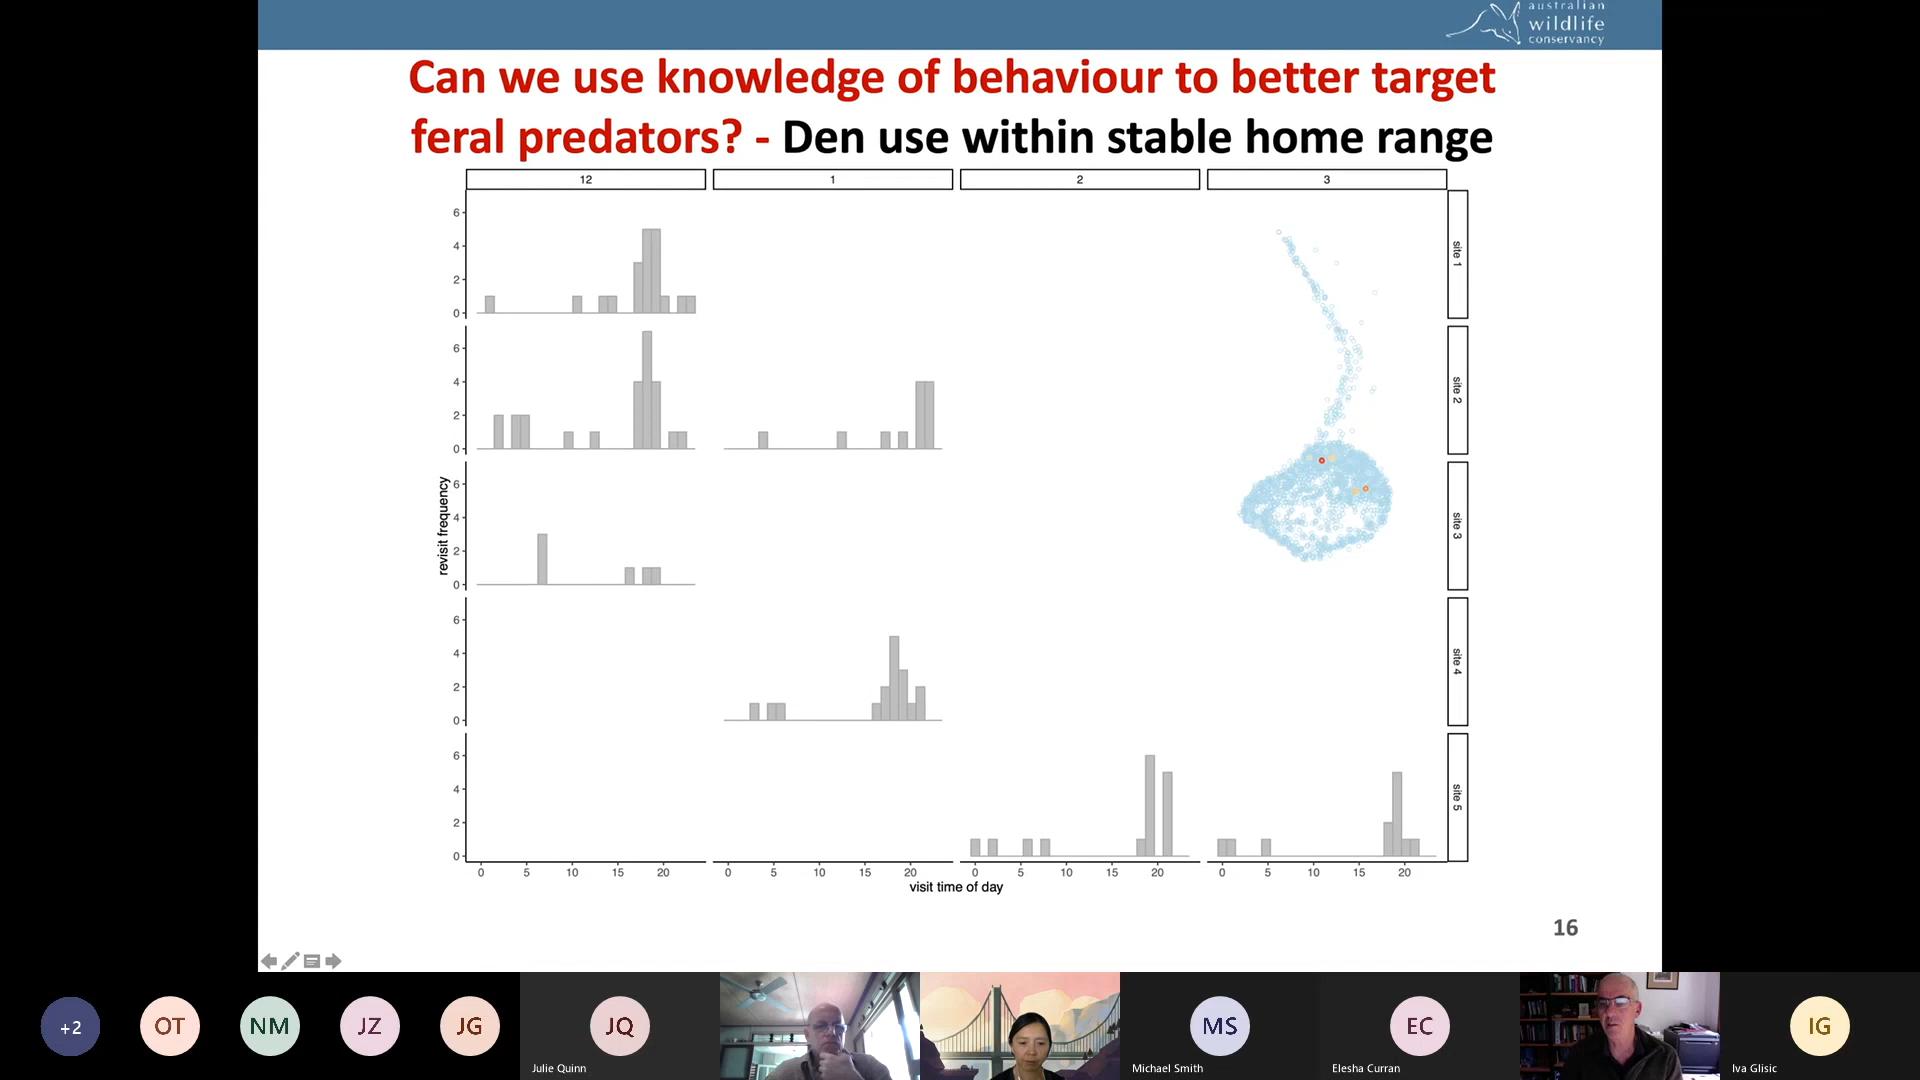 australian
wildlife
conservancy
Can we use knowledge of behaviour to better target
feral predators? - Den use within stable home range
12 1 2 3
6
4
2
0
site 1
6
4
2
0
site 2
6
4
2
0
site 3
6
4
2
0
site 4
6
4
2
0
site 5
revisit frequency
0 5 10 15 20 0 5 10 15 20 0 5 10 15 20 0 5 10 15 20
visit time of day
16
+2 OT NM JZ JG JQ MS EC IG
Julie Quinn Michael Smith Elesha Curran Iva Glisic